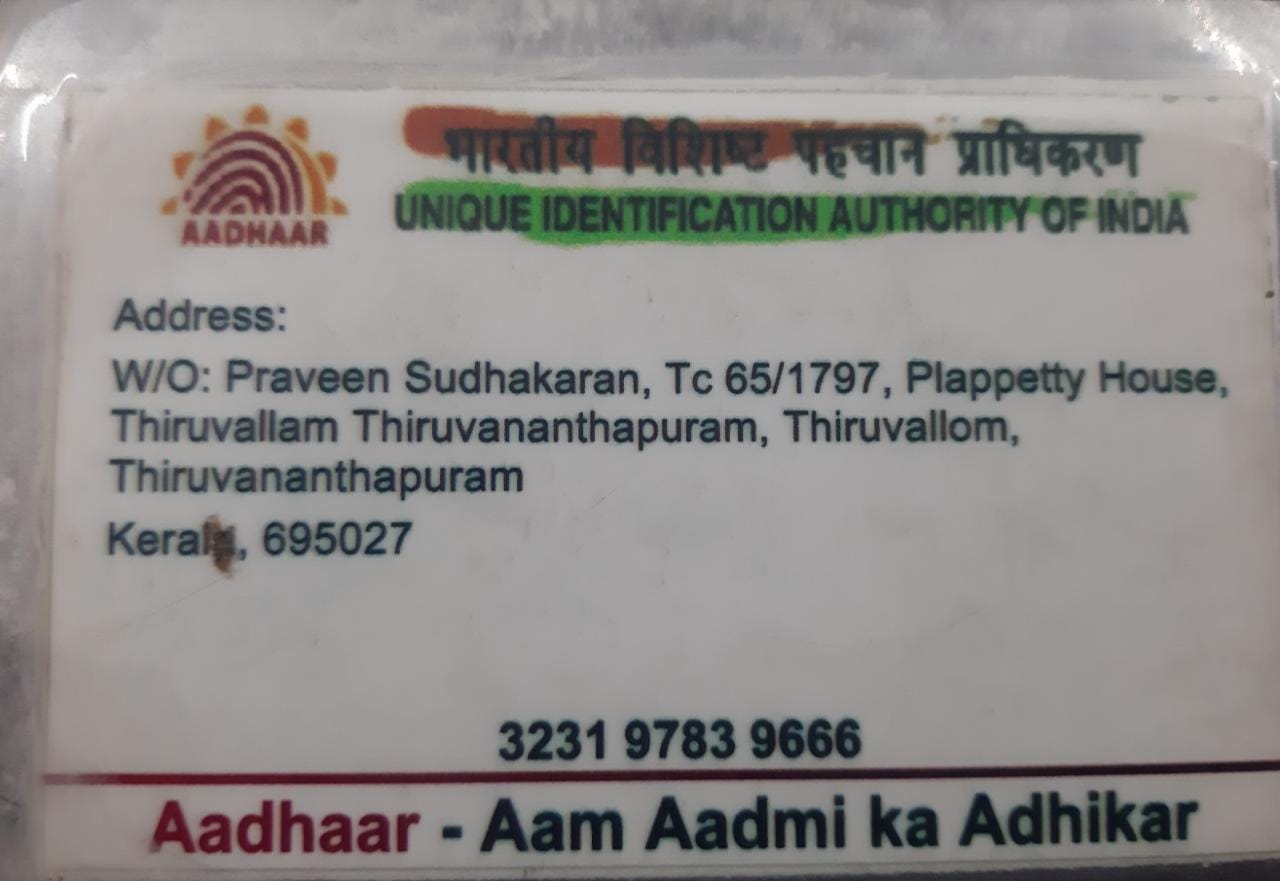 AADHAAR
भारतीय विशिष्ट पहचान प्राधिकरण
UNIQUE IDENTIFICATION AUTHORITY OF INDIA
Address:
W/O: Praveen Sudhakaran, Tc 65/1797, Plappetty House,
Thiruvallam Thiruvananthapuram, Thiruvallom,
Thiruvananthapuram
Kerala, 695027
3231 9783 9666
Aadhaar - Aam Aadmi ka Adhikar